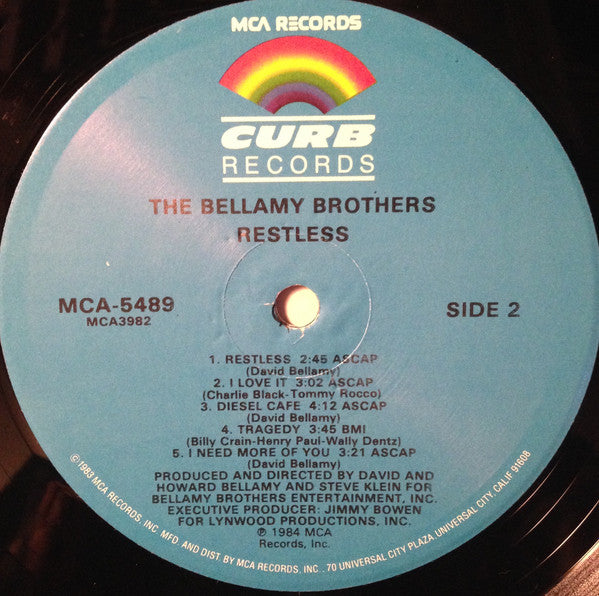 MCA RECORDS
CURB
RECORDS
THE BELLAMY BROTHERS
RESTLESS
MCA-5489
MCA3982
SIDE 2
1. RESTLESS 2:45 ASCAP
(David Bellamy)
2. I LOVE IT 3:02 ASCAP
(Charlie Black-Tommy Rocco)
3. DIESEL CAFE 4:12 ASCAP
(David Bellamy)
4. TRAGEDY 3:45 BMI
(Billy Crain-Henry Paul-Wally Dentz)
5. I NEED MORE OF YOU 3:21 ASCAP
(David Bellamy)
PRODUCED AND DIRECTED BY DAVID AND
HOWARD BELLAMY AND STEVE KLEIN FOR
BELLAMY BROTHERS ENTERTAINMENT, INC.
EXECUTIVE PRODUCER: JIMMY BOWEN
FOR LYNWOOD PRODUCTIONS, INC.
℗ 1984 MCA
Records, Inc.
©1983 MCA RECORDS, INC. MFD. AND DIST. BY MCA RECORDS, INC., 70 UNIVERSAL CITY PLAZA, UNIVERSAL CITY, CALIF. 91608